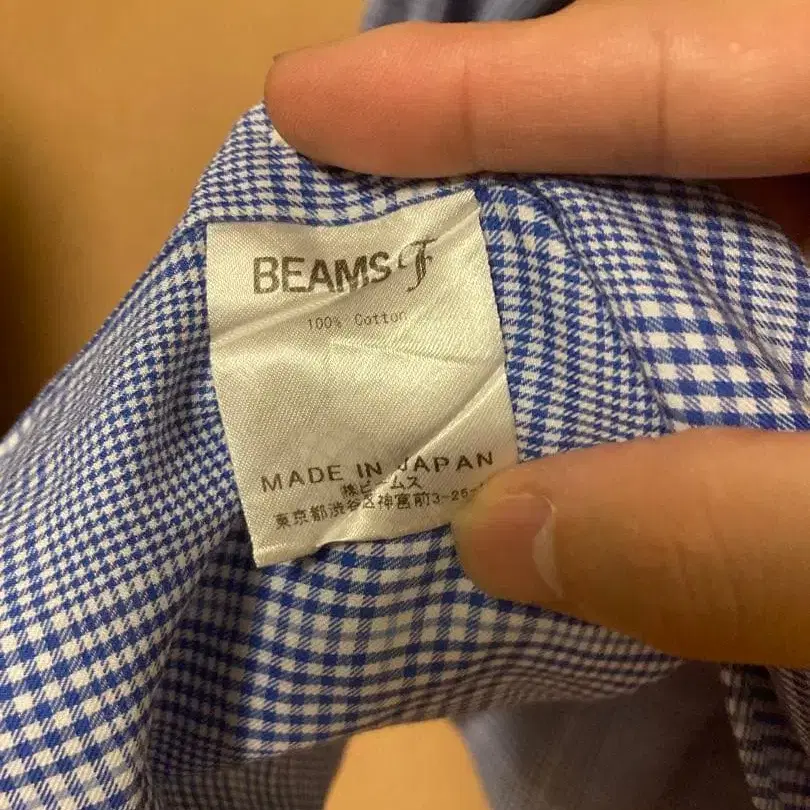 BEAMS F
100% Cotton
MADE IN JAPAN
㈱ビームス
東京都渋谷区神宮前3-25-